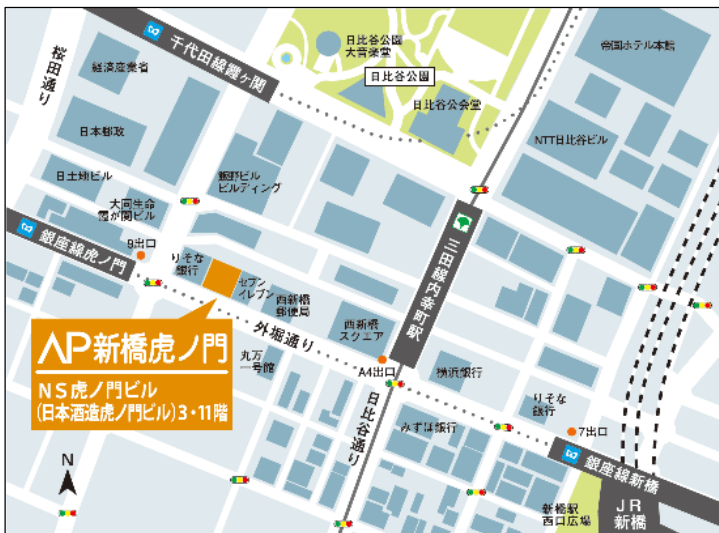 日比谷公園
大音楽堂
帝国ホテル本館
千代田線霞ヶ関
桜田通り
経済産業省
日比谷公園
日比谷公会堂
日本郵政
NTT日比谷ビル
日土地ビル
飯野ビル
ビルディング
大同生命
霞が関ビル
銀座線虎ノ門
9出口
りそな
銀行
セブン
イレブン
三田線内幸町駅
西新橋
郵便局
外堀通り
西新橋
スクエア
AP新橋虎ノ門
NS虎ノ門ビル
(日本酒造虎ノ門ビル)3・11階
丸万
一号館
A4出口
横浜銀行
日比谷通り
りそな
銀行
みずほ銀行
7出口
銀座線新橋
N
新橋駅
西口広場
JR
新橋